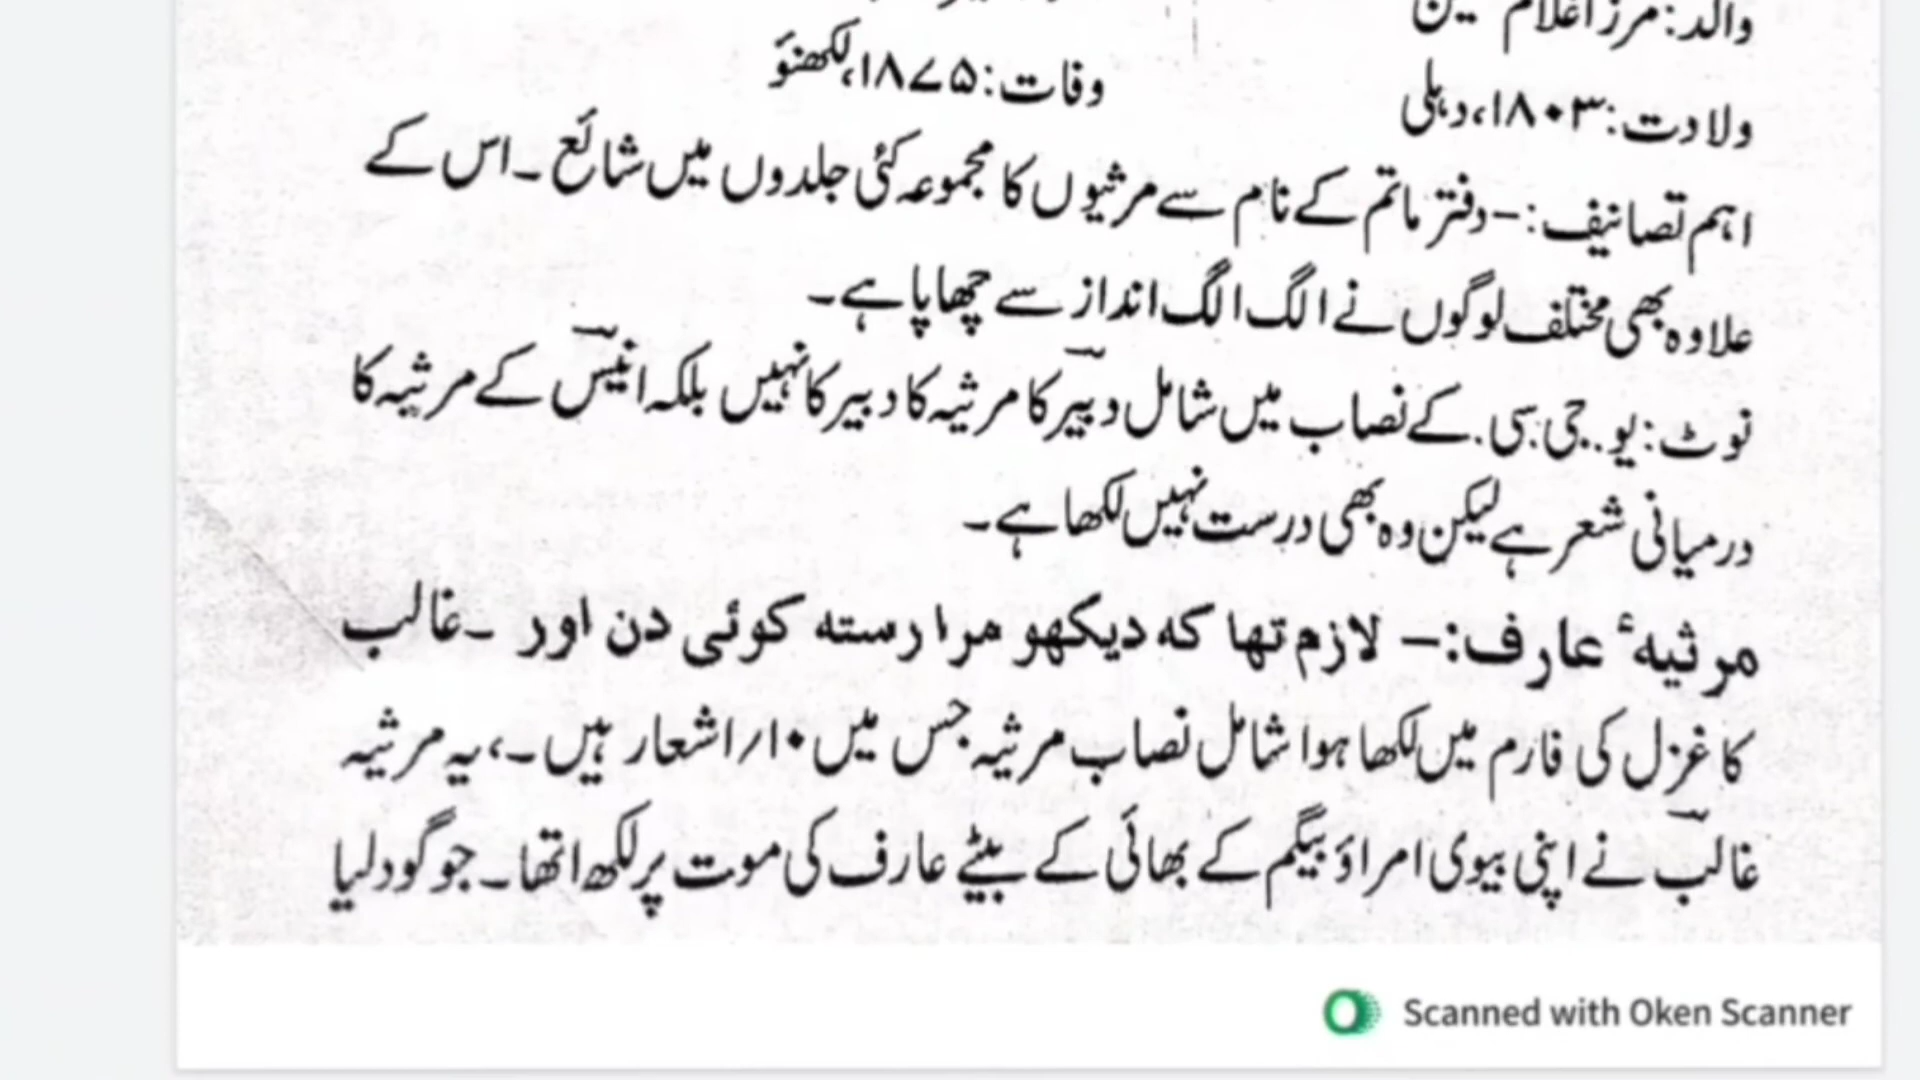 والد: مرزا غلام حسین
ولادت: ۱۸۰۳، دہلی وفات: ۱۸۷۵، لکھنؤ
اہم تصانیف:- دفتر ماتم کے نام سے مرثیوں کا مجموعہ کئی جلدوں میں شائع۔ اس کے
علاوہ بھی مختلف لوگوں نے الگ الگ انداز سے چھاپا ہے۔
نوٹ: یو.جی.سی. کے نصاب میں شامل دبیرؔ کا مرثیہ کا دبیر کا نہیں بلکہ انیسؔ کے مرثیہ کا
درمیانی شعر ہے لیکن وہ بھی درست نہیں لکھا ہے۔
مرثیہٴ عارف:- لازم تھا کہ دیکھو مرا رستہ کوئی دن اور ۔غالب
کا غزل کی فارم میں لکھا ہوا شامل نصاب مرثیہ جس میں ۱۰/اشعار ہیں۔، یہ مرثیہ
غالبؔ نے اپنی بیوی امراؤ بیگم کے بھائی کے بیٹے عارف کی موت پر لکھ اتھا۔ جو گود لیا
Scanned with Oken Scanner